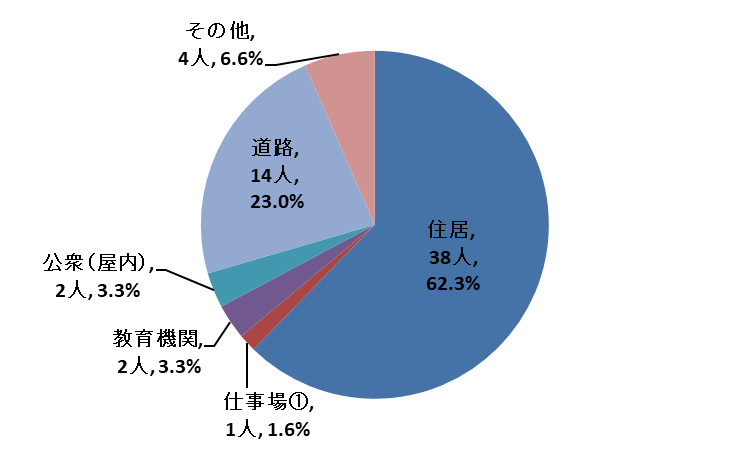 その他,
4人, 6.6%
道路,
14人,
23.0%
住居,
38人,
62.3%
公衆（屋内）,
2人, 3.3%
教育機関,
2人, 3.3%
仕事場①,
1人, 1.6%